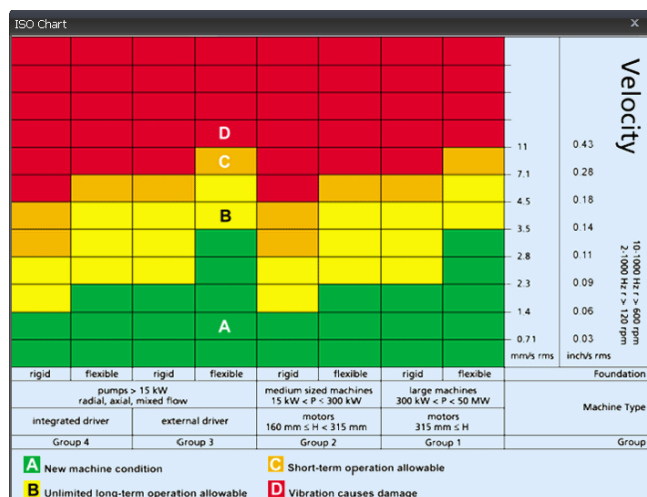 ISO Chart x
D
C
B
A
11 0.43
7.1 0.28
4.5 0.18
3.5 0.14
2.8 0.11
2.3 0.09
1.4 0.06
0.71 0.03
mm/s rms inch/s rms
Velocity
10-1000 Hz r > 600 rpm
2-1000 Hz r > 120 rpm
rigid flexible rigid flexible rigid flexible rigid flexible Foundation
pumps > 15 kW
radial, axial, mixed flow
medium sized machines
15 kW < P ≤ 300 kW
large machines
300 kW < P < 50 MW
Machine Type
integrated driver external driver
motors
160 mm ≤ H < 315 mm
motors
315 mm ≤ H
Group 4 Group 3 Group 2 Group 1 Group
A New machine condition
C Short-term operation allowable
B Unlimited long-term operation allowable
D Vibration causes damage